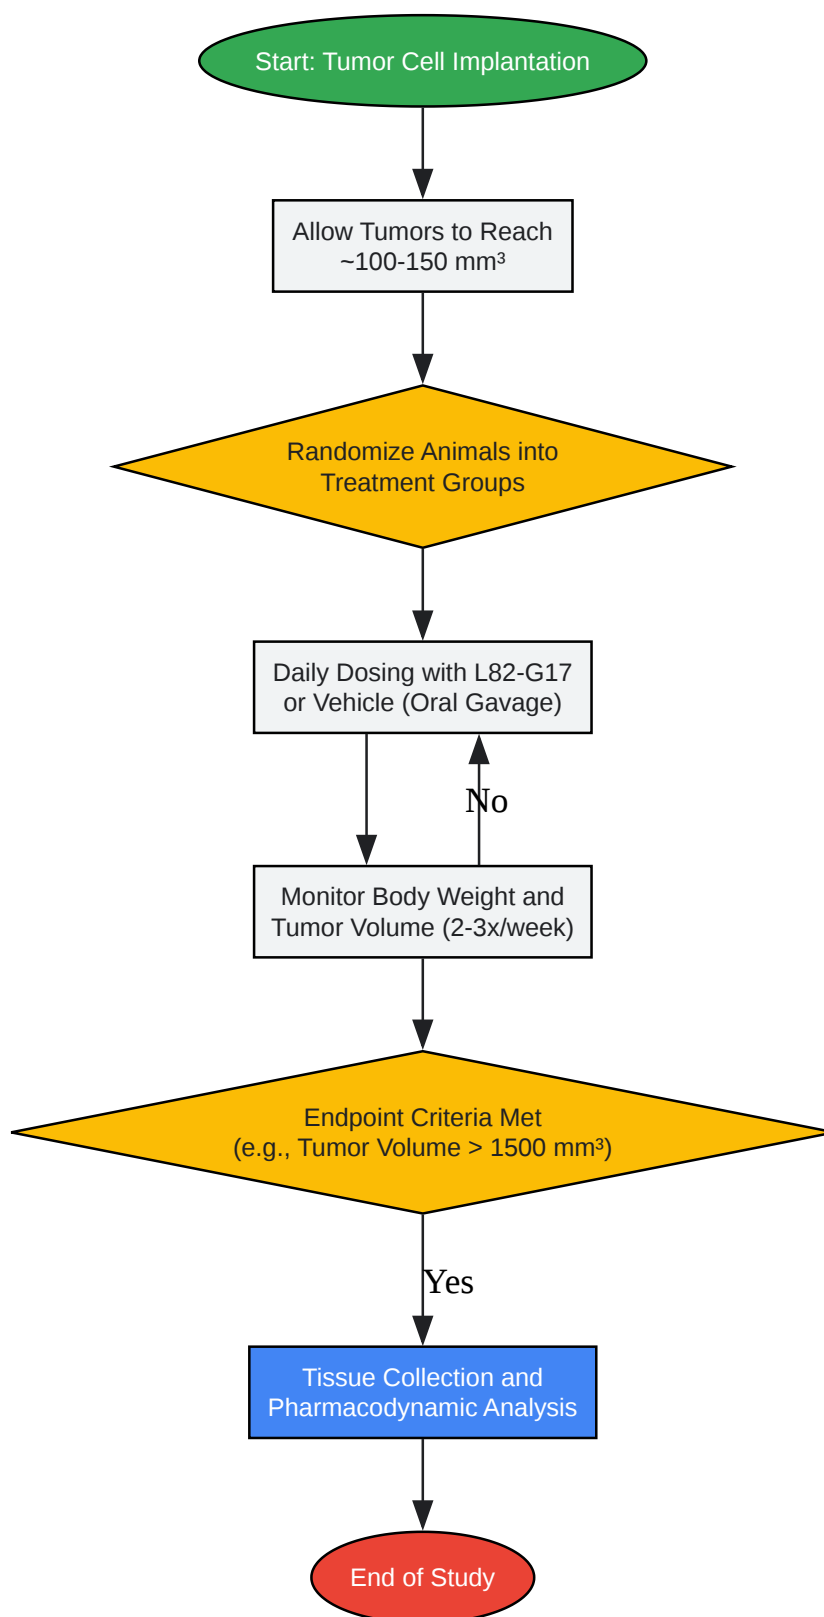 Start: Tumor Cell Implantation
Allow Tumors to Reach
~100-150 mm³
Randomize Animals into
Treatment Groups
Daily Dosing with L82-G17
or Vehicle (Oral Gavage)
No
Monitor Body Weight and
Tumor Volume (2-3x/week)
Endpoint Criteria Met
(e.g., Tumor Volume > 1500 mm³)
Yes
Tissue Collection and
Pharmacodynamic Analysis
End of Study